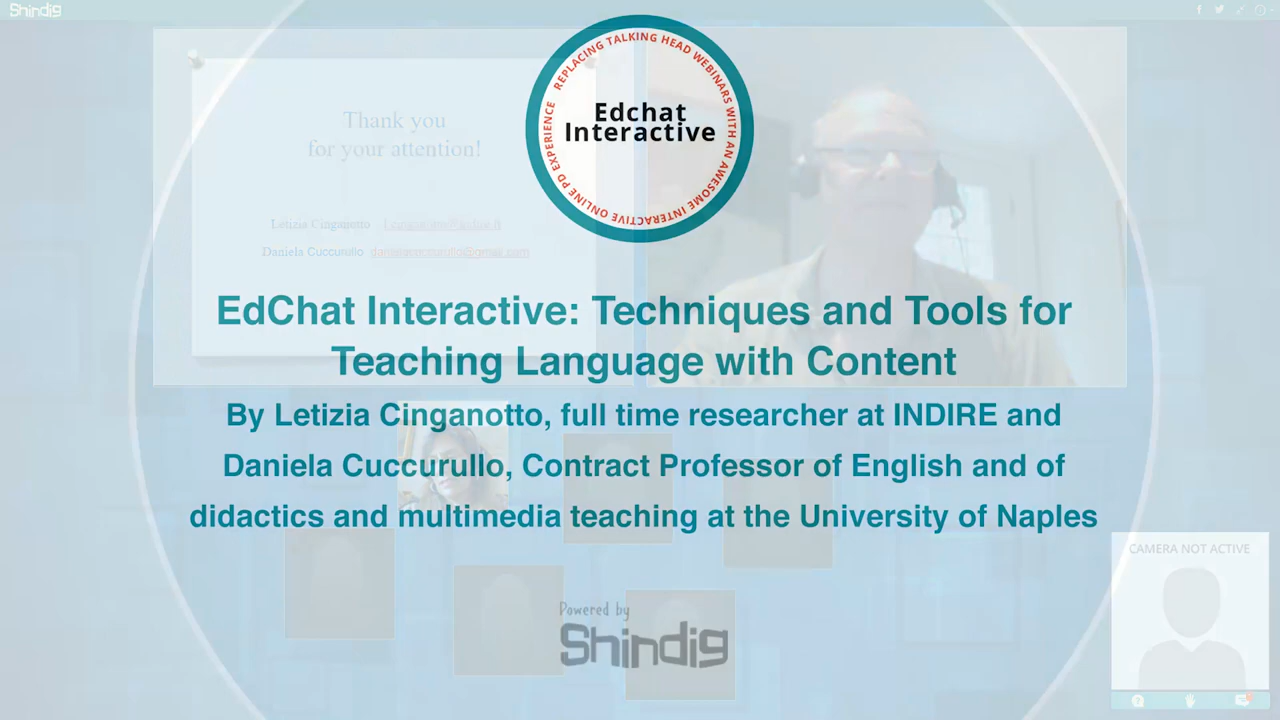 Shindig
REPLACING TALKING HEAD WEBINARS WITH AN AWESOME INTERACTIVE ONLINE PD EXPERIENCE
Edchat
Interactive
Thank you
for your attention!
Letizia Cinganotto
Daniela Cuccurullo
EdChat Interactive: Techniques and Tools for
Teaching Language with Content
By Letizia Cinganotto, full time researcher at INDIRE and
Daniela Cuccurullo, Contract Professor of English and of
didactics and multimedia teaching at the University of Naples
CAMERA NOT ACTIVE
Powered by
Shindig